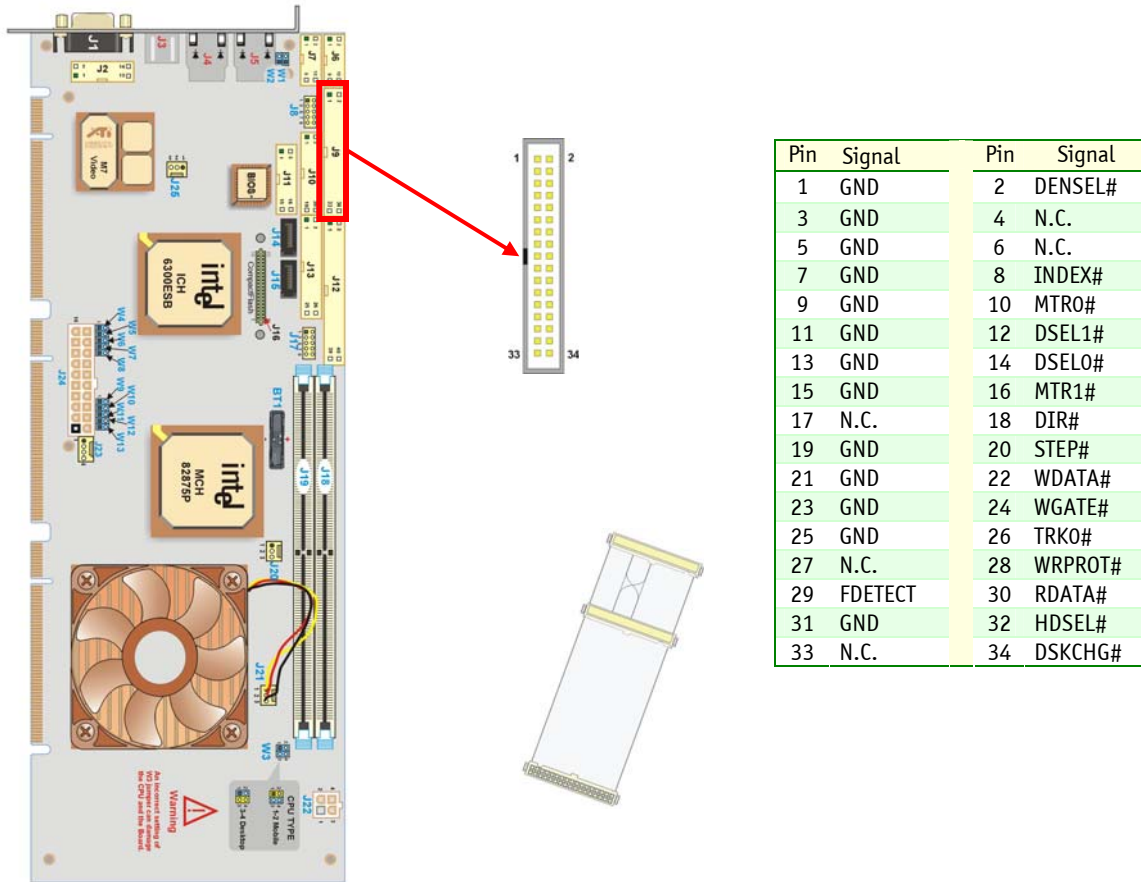 J1
J3
J4
J5
W2
W1
J7
J6
J2
J8
J9
J10
J11
ATI
M7
Video
J25
BIOS
J14
J15
J13
J12
intel
ICH
6300ESB
CompactFlash
J16
J17
W4
W5
W6
W7
W8
J24
W9
W10
W11
W12
W13
J23
BT1
intel
MCH
82875P
J19
J18
J20
J21
W3
CPU TYPE
1-2 Mobile
3-4 Desktop
J22
Warning
An incorrect setting of
W3 jumper can damage
the CPU and the Board.
1 2
33 34
Pin Signal Pin Signal
1 GND 2 DENSEL#
3 GND 4 N.C.
5 GND 6 N.C.
7 GND 8 INDEX#
9 GND 10 MTR0#
11 GND 12 DSEL1#
13 GND 14 DSEL0#
15 GND 16 MTR1#
17 N.C. 18 DIR#
19 GND 20 STEP#
21 GND 22 WDATA#
23 GND 24 WGATE#
25 GND 26 TRK0#
27 N.C. 28 WRPROT#
29 FDETECT 30 RDATA#
31 GND 32 HDSEL#
33 N.C. 34 DSKCHG#